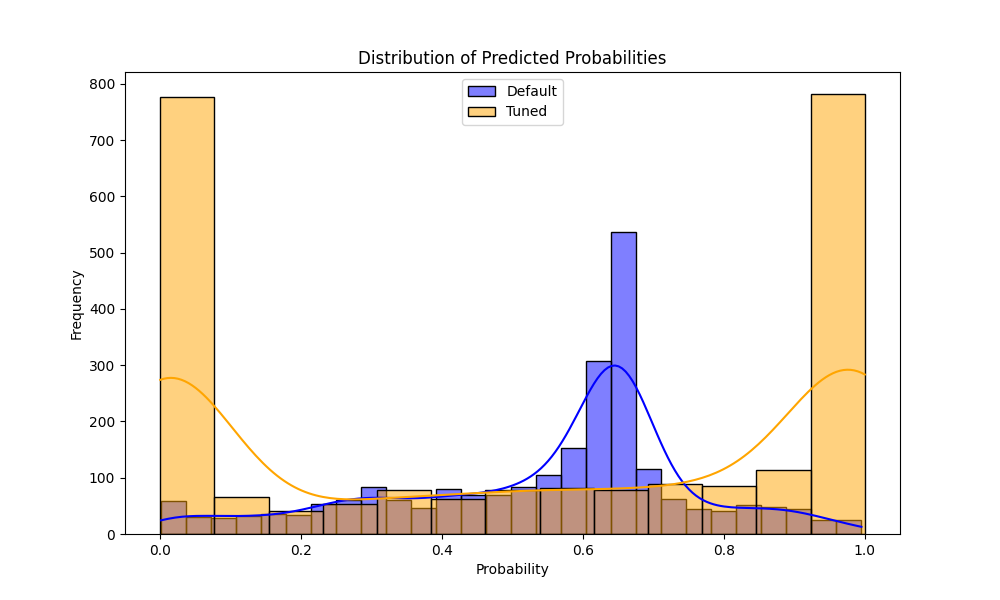 Distribution of Predicted Probabilities
Default
Tuned
800
700
600
500
400
300
200
100
0
Frequency
0.0 0.2 0.4 0.6 0.8 1.0
Probability